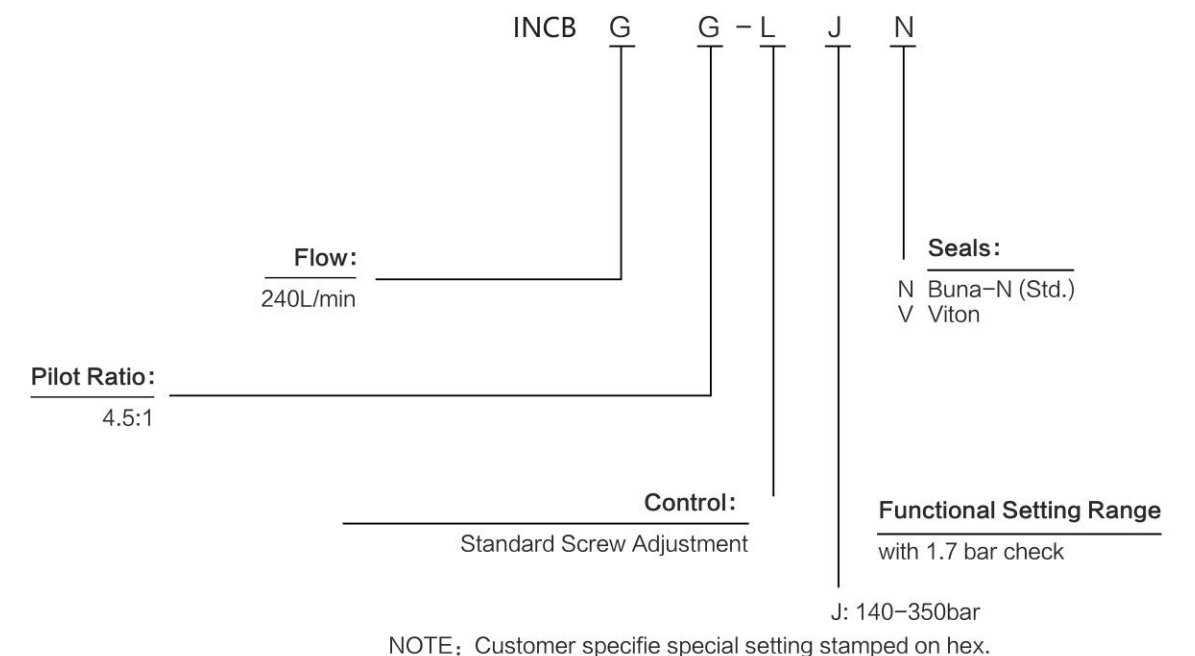 INCB G G - L J N
Flow:
240L/min
Seals:
N Buna-N (Std.)
V Viton
Pilot Ratio:
4.5:1
Control:
Standard Screw Adjustment
Functional Setting Range
with 1.7 bar check
J: 140-350bar
NOTE: Customer specifie special setting stamped on hex.